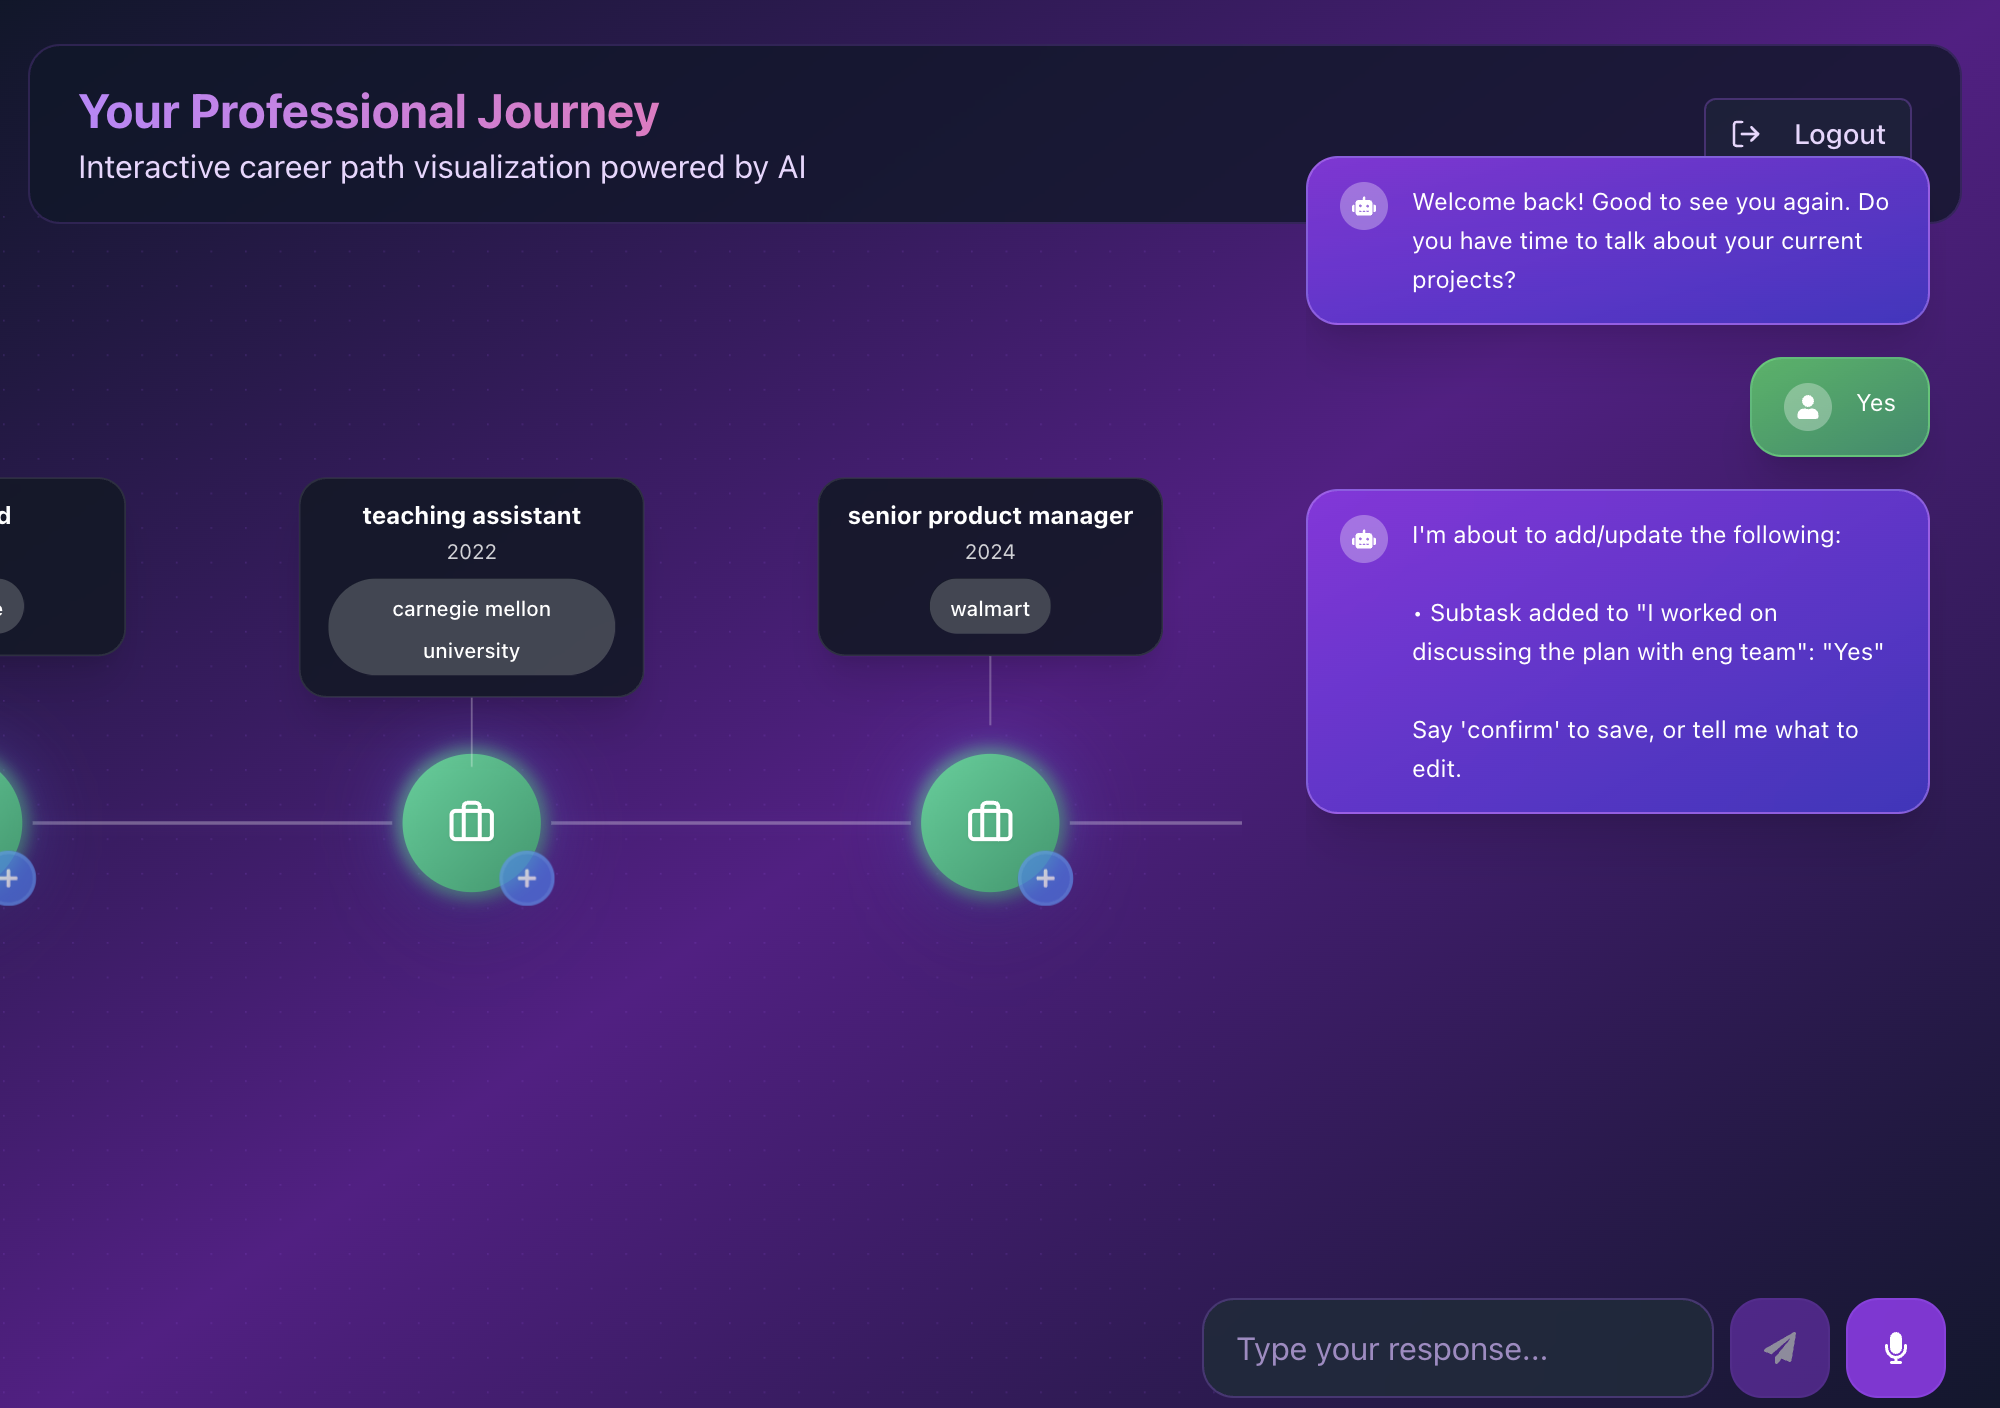 Your Professional Journey
Interactive career path visualization powered by AI
Logout
Welcome back! Good to see you again. Do
you have time to talk about your current
projects?
Yes
I'm about to add/update the following:
• Subtask added to "I worked on
discussing the plan with eng team": "Yes"
Say 'confirm' to save, or tell me what to
edit.
d
e
teaching assistant
2022
carnegie mellon
university
senior product manager
2024
walmart
Type your response...